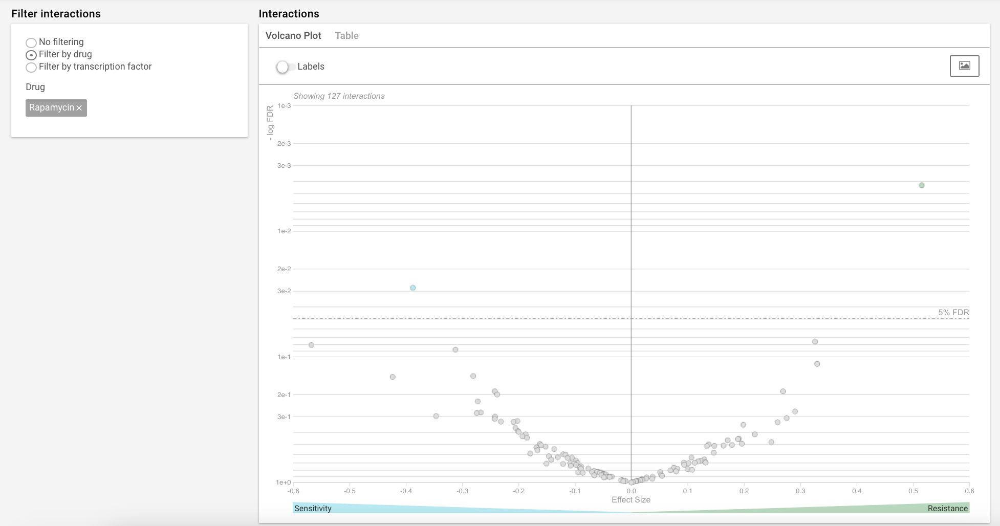 Filter interactions
No filtering
Filter by drug
Filter by transcription factor
Drug
Rapamycin ×
Interactions
Volcano Plot Table
Labels
Showing 127 interactions
- log FDR
1e-3
2e-3
3e-3
1e-2
2e-2
3e-2
5% FDR
1e-1
2e-1
3e-1
1e+0
-0.6 -0.5 -0.4 -0.3 -0.2 -0.1 0.0 0.1 0.2 0.3 0.4 0.5 0.6
Effect Size
Sensitivity Resistance